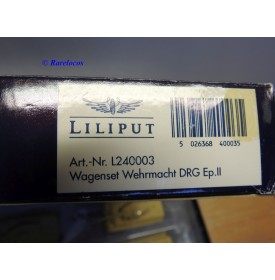 © Rarelocos
LILIPUT
5 026368 400035
Art.-Nr. L240003
Wagenset Wehrmacht DRG Ep.II